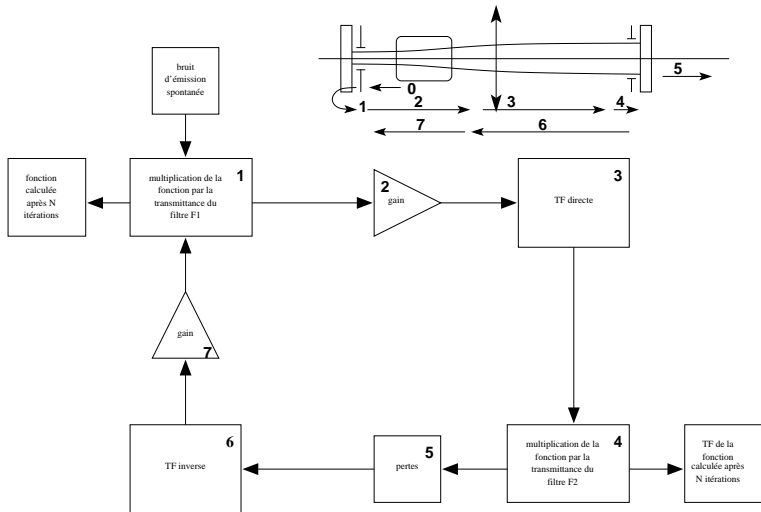 5
0
1
2
3
4
7
6
bruit
d'émission
spontanée
fonction
calculée
après N
itérations
1
multiplication de la
fonction par la
transmittance du
filtre F1
2
gain
3
TF directe
gain
7
6
TF inverse
5
pertes
4
multiplication de la
fonction par la
transmittance du
filtre F2
TF de la
fonction
calculée après
N itérations